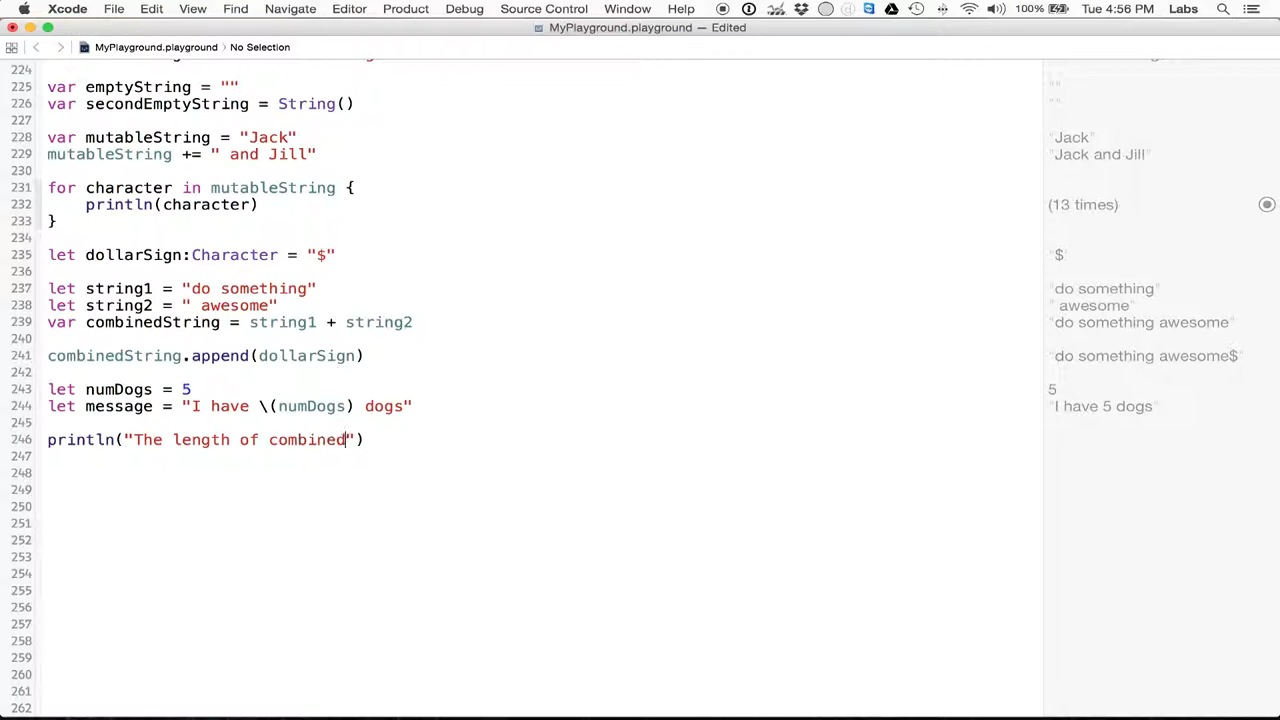 Xcode File Edit View Find Navigate Editor Product Debug Source Control Window Help 100% Tue 4:56 PM Labs
MyPlayground.playground — Edited
MyPlayground.playground No Selection
224
225 var emptyString = "" ""
226 var secondEmptyString = String() ""
227
228 var mutableString = "Jack" "Jack"
229 mutableString += " and Jill" "Jack and Jill"
230
231 for character in mutableString {
232 println(character) (13 times)
233 }
234
235 let dollarSign:Character = "$" "$"
236
237 let string1 = "do something" "do something"
238 let string2 = " awesome" " awesome"
239 var combinedString = string1 + string2 "do something awesome"
240
241 combinedString.append(dollarSign) "do something awesome$"
242
243 let numDogs = 5 5
244 let message = "I have \(numDogs) dogs" "I have 5 dogs"
245
246 println("The length of combined")
247
248
249
250
251
252
253
254
255
256
257
258
259
260
261
262